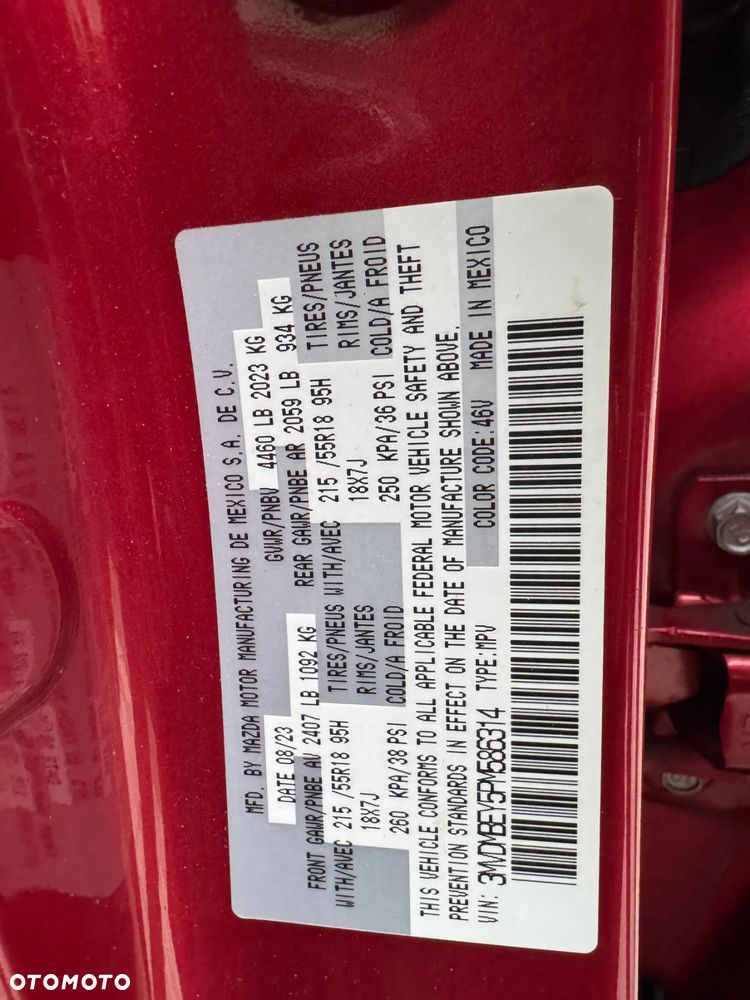 MFD. BY MAZDA MOTOR MANUFACTURING DE MEXICO S.A. DE C.V.
DATE 08/23 GVWR/PNBV 4460 LB 2023 KG
FRONT GAWR/PNBE AV 2407 LB 1092 KG REAR GAWR/PNBE AR 2059 LB 934 KG
WITH/AVEC 215 /55R18 95H TIRES/PNEUS WITH/AVEC 215 /55R18 95H TIRES/PNEUS
18X7J RIMS/JANTES 18X7J RIMS/JANTES
260 KPA/38 PSI COLD/A FROID 250 KPA/36 PSI COLD/A FROID
THIS VEHICLE CONFORMS TO ALL APPLICABLE FEDERAL MOTOR VEHICLE SAFETY AND THEFT
PREVENTION STANDARDS IN EFFECT ON THE DATE OF MANUFACTURE SHOWN ABOVE.
VIN: 3MVDMBEY5PM586314 TYPE:MPV COLOR CODE:46V MADE IN MEXICO
OTOMOTO